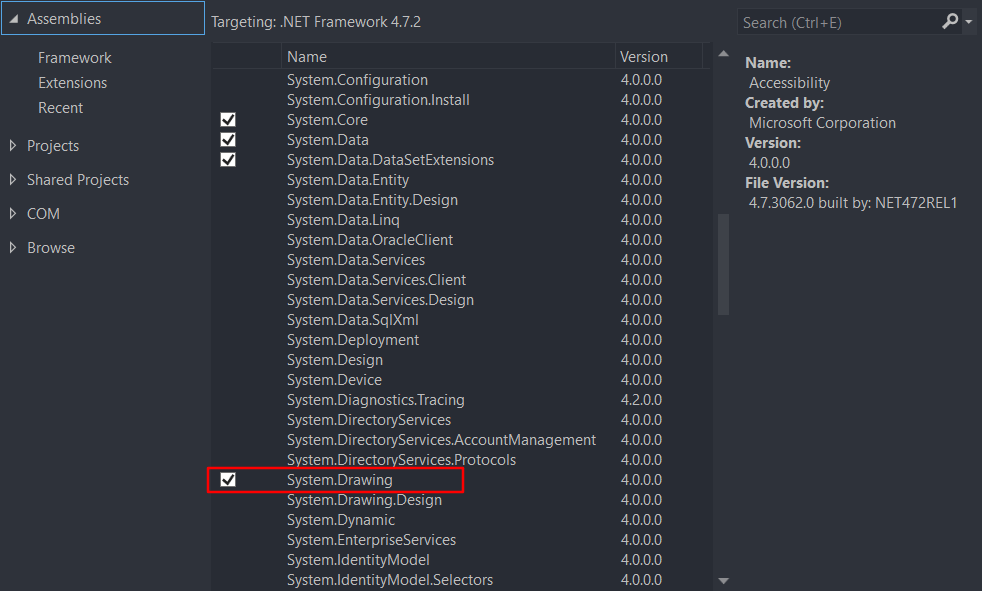 Assemblies
Framework
Extensions
Recent
Projects
Shared Projects
COM
Browse
Targeting: .NET Framework 4.7.2
Name Version
System.Configuration 4.0.0.0
System.Configuration.Install 4.0.0.0
System.Core 4.0.0.0
System.Data 4.0.0.0
System.Data.DataSetExtensions 4.0.0.0
System.Data.Entity 4.0.0.0
System.Data.Entity.Design 4.0.0.0
System.Data.Linq 4.0.0.0
System.Data.OracleClient 4.0.0.0
System.Data.Services 4.0.0.0
System.Data.Services.Client 4.0.0.0
System.Data.Services.Design 4.0.0.0
System.Data.SqlXml 4.0.0.0
System.Deployment 4.0.0.0
System.Design 4.0.0.0
System.Device 4.0.0.0
System.Diagnostics.Tracing 4.2.0.0
System.DirectoryServices 4.0.0.0
System.DirectoryServices.AccountManagement 4.0.0.0
System.DirectoryServices.Protocols 4.0.0.0
System.Drawing 4.0.0.0
System.Drawing.Design 4.0.0.0
System.Dynamic 4.0.0.0
System.EnterpriseServices 4.0.0.0
System.IdentityModel 4.0.0.0
System.IdentityModel.Selectors 4.0.0.0
Search (Ctrl+E)
Name:
Accessibility
Created by:
Microsoft Corporation
Version:
4.0.0.0
File Version:
4.7.3062.0 built by: NET472REL1